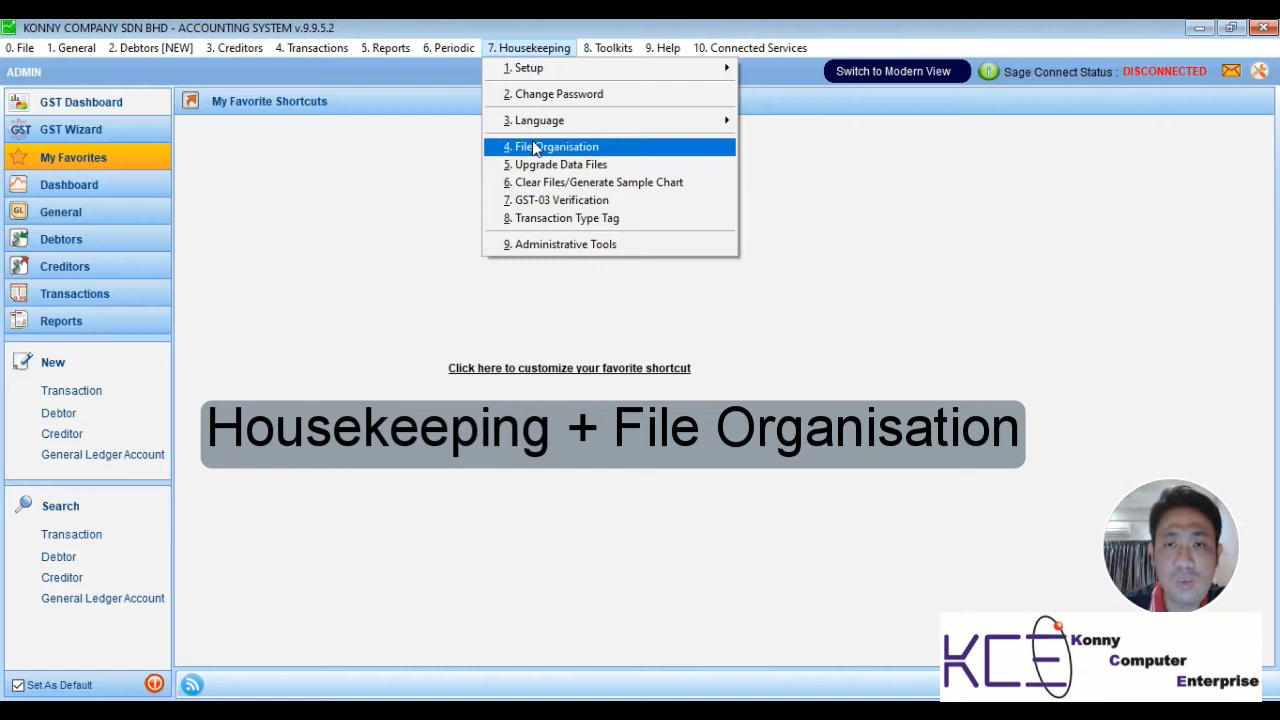 KONNY COMPANY SDN BHD - ACCOUNTING SYSTEM v.9.9.5.2
0. File 1. General 2. Debtors [NEW] 3. Creditors 4. Transactions 5. Reports 6. Periodic 7. Housekeeping 8. Toolkits 9. Help 10. Connected Services
ADMIN
Switch to Modern View
Sage Connect Status : DISCONNECTED
1. Setup
2. Change Password
3. Language
4. File Organisation
5. Upgrade Data Files
6. Clear Files/Generate Sample Chart
7. GST-03 Verification
8. Transaction Type Tag
9. Administrative Tools
GST Dashboard
GST
GST Wizard
My Favorites
Dashboard
GL
General
Debtors
Creditors
Transactions
Reports
New
Transaction
Debtor
Creditor
General Ledger Account
Search
Transaction
Debtor
Creditor
General Ledger Account
Set As Default
My Favorite Shortcuts
Click here to customize your favorite shortcut
Housekeeping + File Organisation
KCE
Konny
Computer
Enterprise